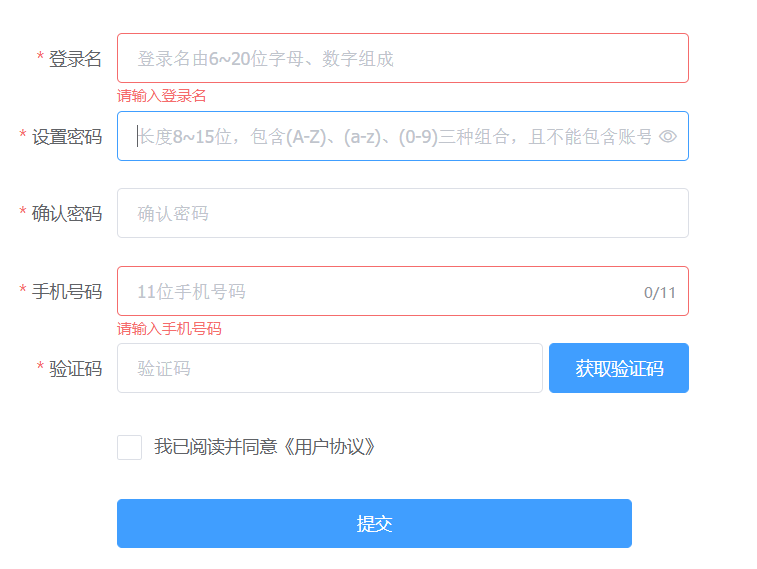 * 登录名 登录名由6~20位字母、数字组成
请输入登录名
* 设置密码 长度8~15位，包含(A-Z)、(a-z)、(0-9)三种组合，且不能包含账号
* 确认密码 确认密码
* 手机号码 11位手机号码 0/11
请输入手机号码
* 验证码 验证码 获取验证码
我已阅读并同意《用户协议》
提交